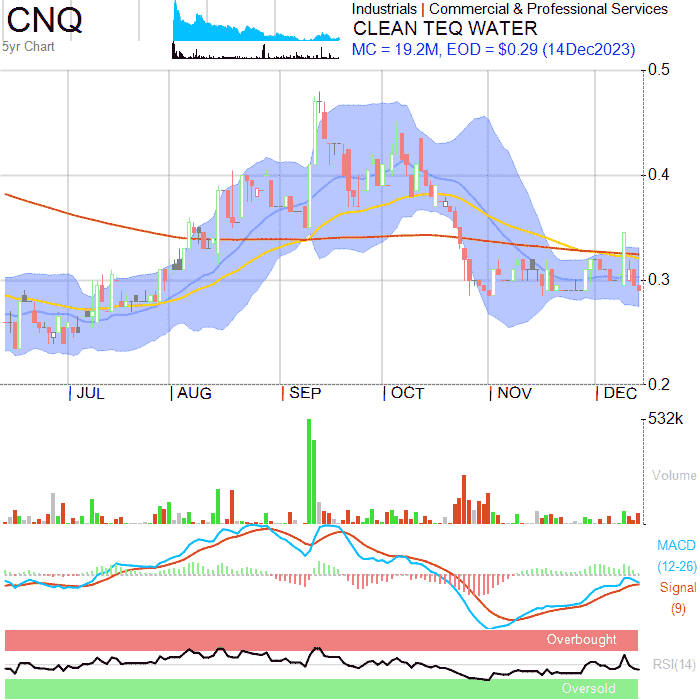 CNQ
5yr Chart
Industrials | Commercial & Professional Services
CLEAN TEQ WATER
MC = 19.2M, EOD = $0.29 (14Dec2023)
0.5
0.4
0.3
0.2
JUL
AUG
SEP
OCT
NOV
DEC
532k
Volume
MACD
(12-26)
Signal
(9)
Overbought
RSI(14)
Oversold